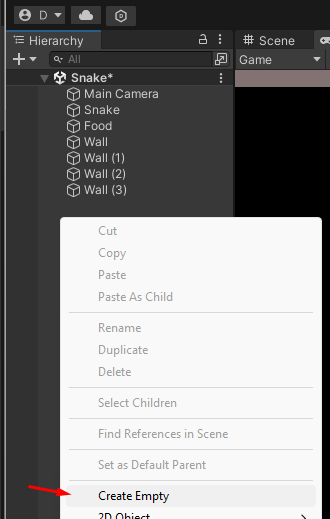 D
Hierarchy
Scene
All
Game
Snake*
Main Camera
Snake
Food
Wall
Wall (1)
Wall (2)
Wall (3)
Cut
Copy
Paste
Paste As Child
Rename
Duplicate
Delete
Select Children
Find References in Scene
Set as Default Parent
Create Empty
2D Object